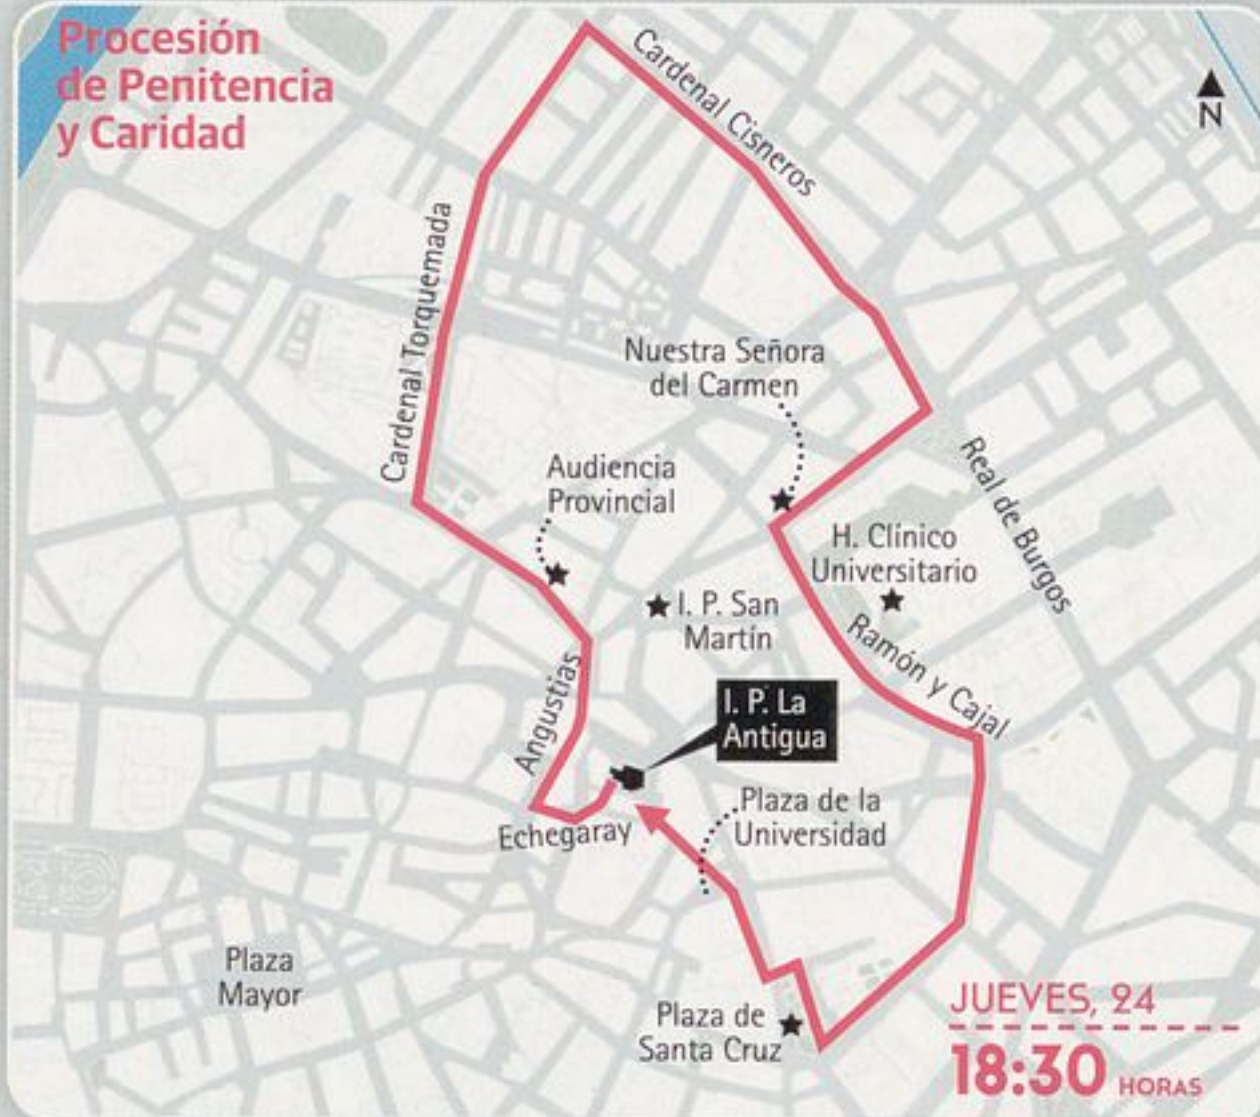 Procesión
de Penitencia
y Caridad
N
Cardenal Cisneros
Cardenal Torquemada
Nuestra Señora
del Carmen
Audiencia
Provincial
Real de Burgos
H. Clínico
Universitario
I. P. San
Martín
Ramón y Cajal
Angustias
I. P. La
Antigua
Plaza de la
Universidad
Echegaray
Plaza
Mayor
Plaza de
Santa Cruz
JUEVES, 24
18:30 HORAS